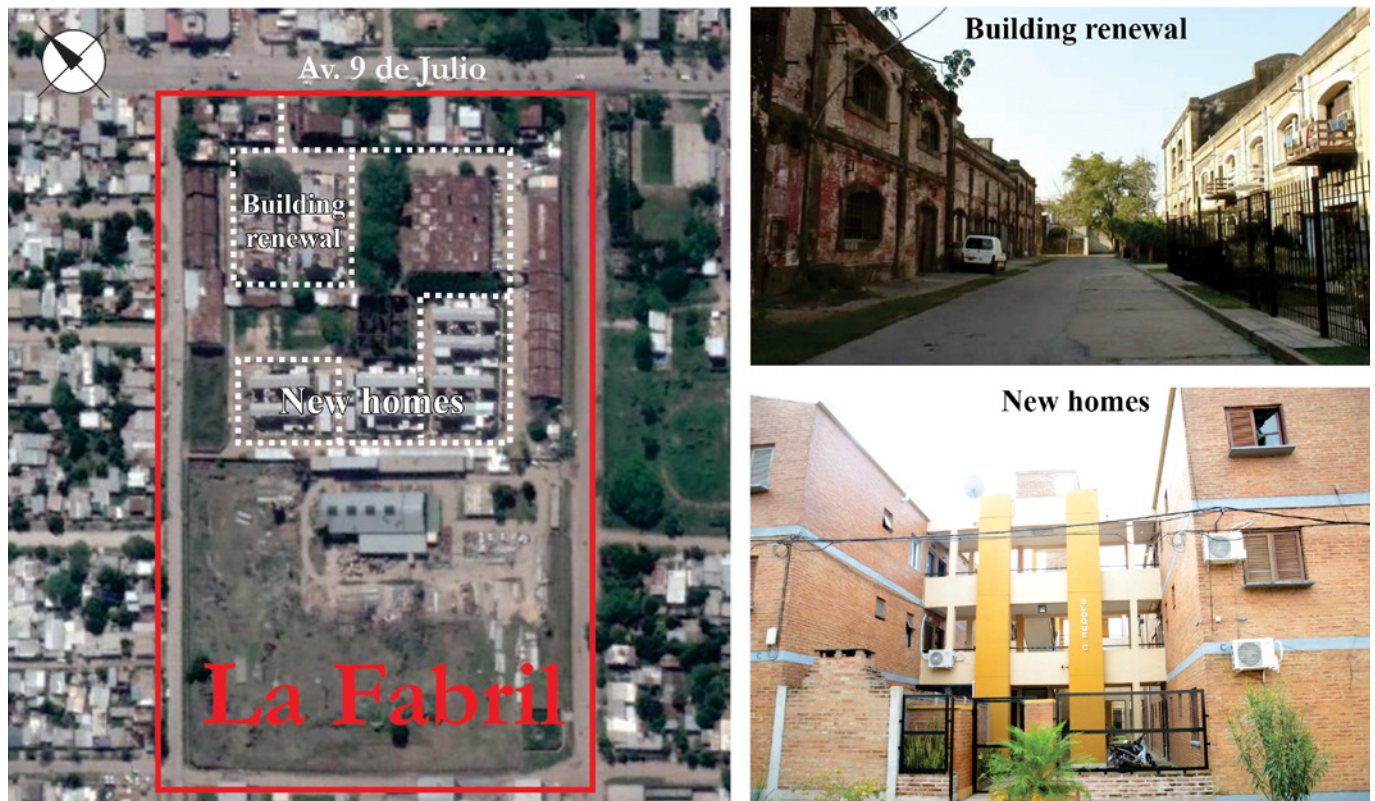 Av. 9 de Julio
Building
renewal
New homes
La Fabril
Building renewal
New homes
BLOQUE C